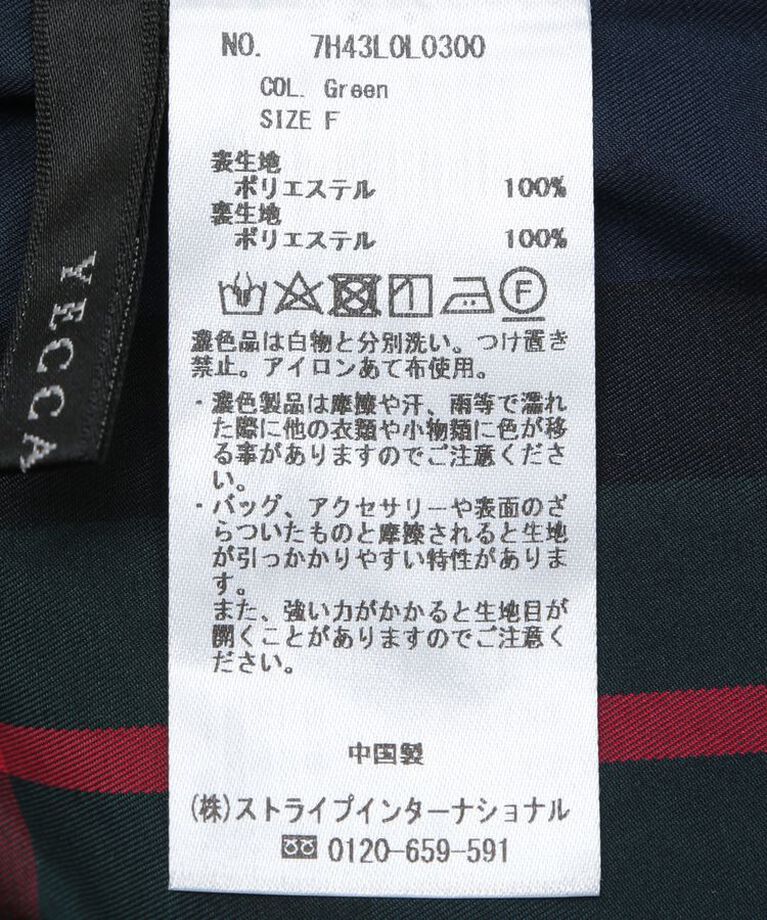 NO. 7H43L0L0300
COL. Green
SIZE F
表生地
ポリエステル 100%
裏生地
ポリエステル 100%
F
濃色品は白物と分別洗い。つけ置き
禁止。アイロンあて布使用。
・濃色製品は摩擦や汗、雨等で濡れ
た際に他の衣類や小物類に色が移
る事がありますのでご注意くださ
い。
・バッグ、アクセサリーや表面のざ
らついたものと摩擦されると生地
が引っかかりやすい特性がありま
す。
また、強い力がかかると生地目が
開くことがありますのでご注意く
ださい。
中国製
(株)ストライプインターナショナル
0120-659-591
YECCA